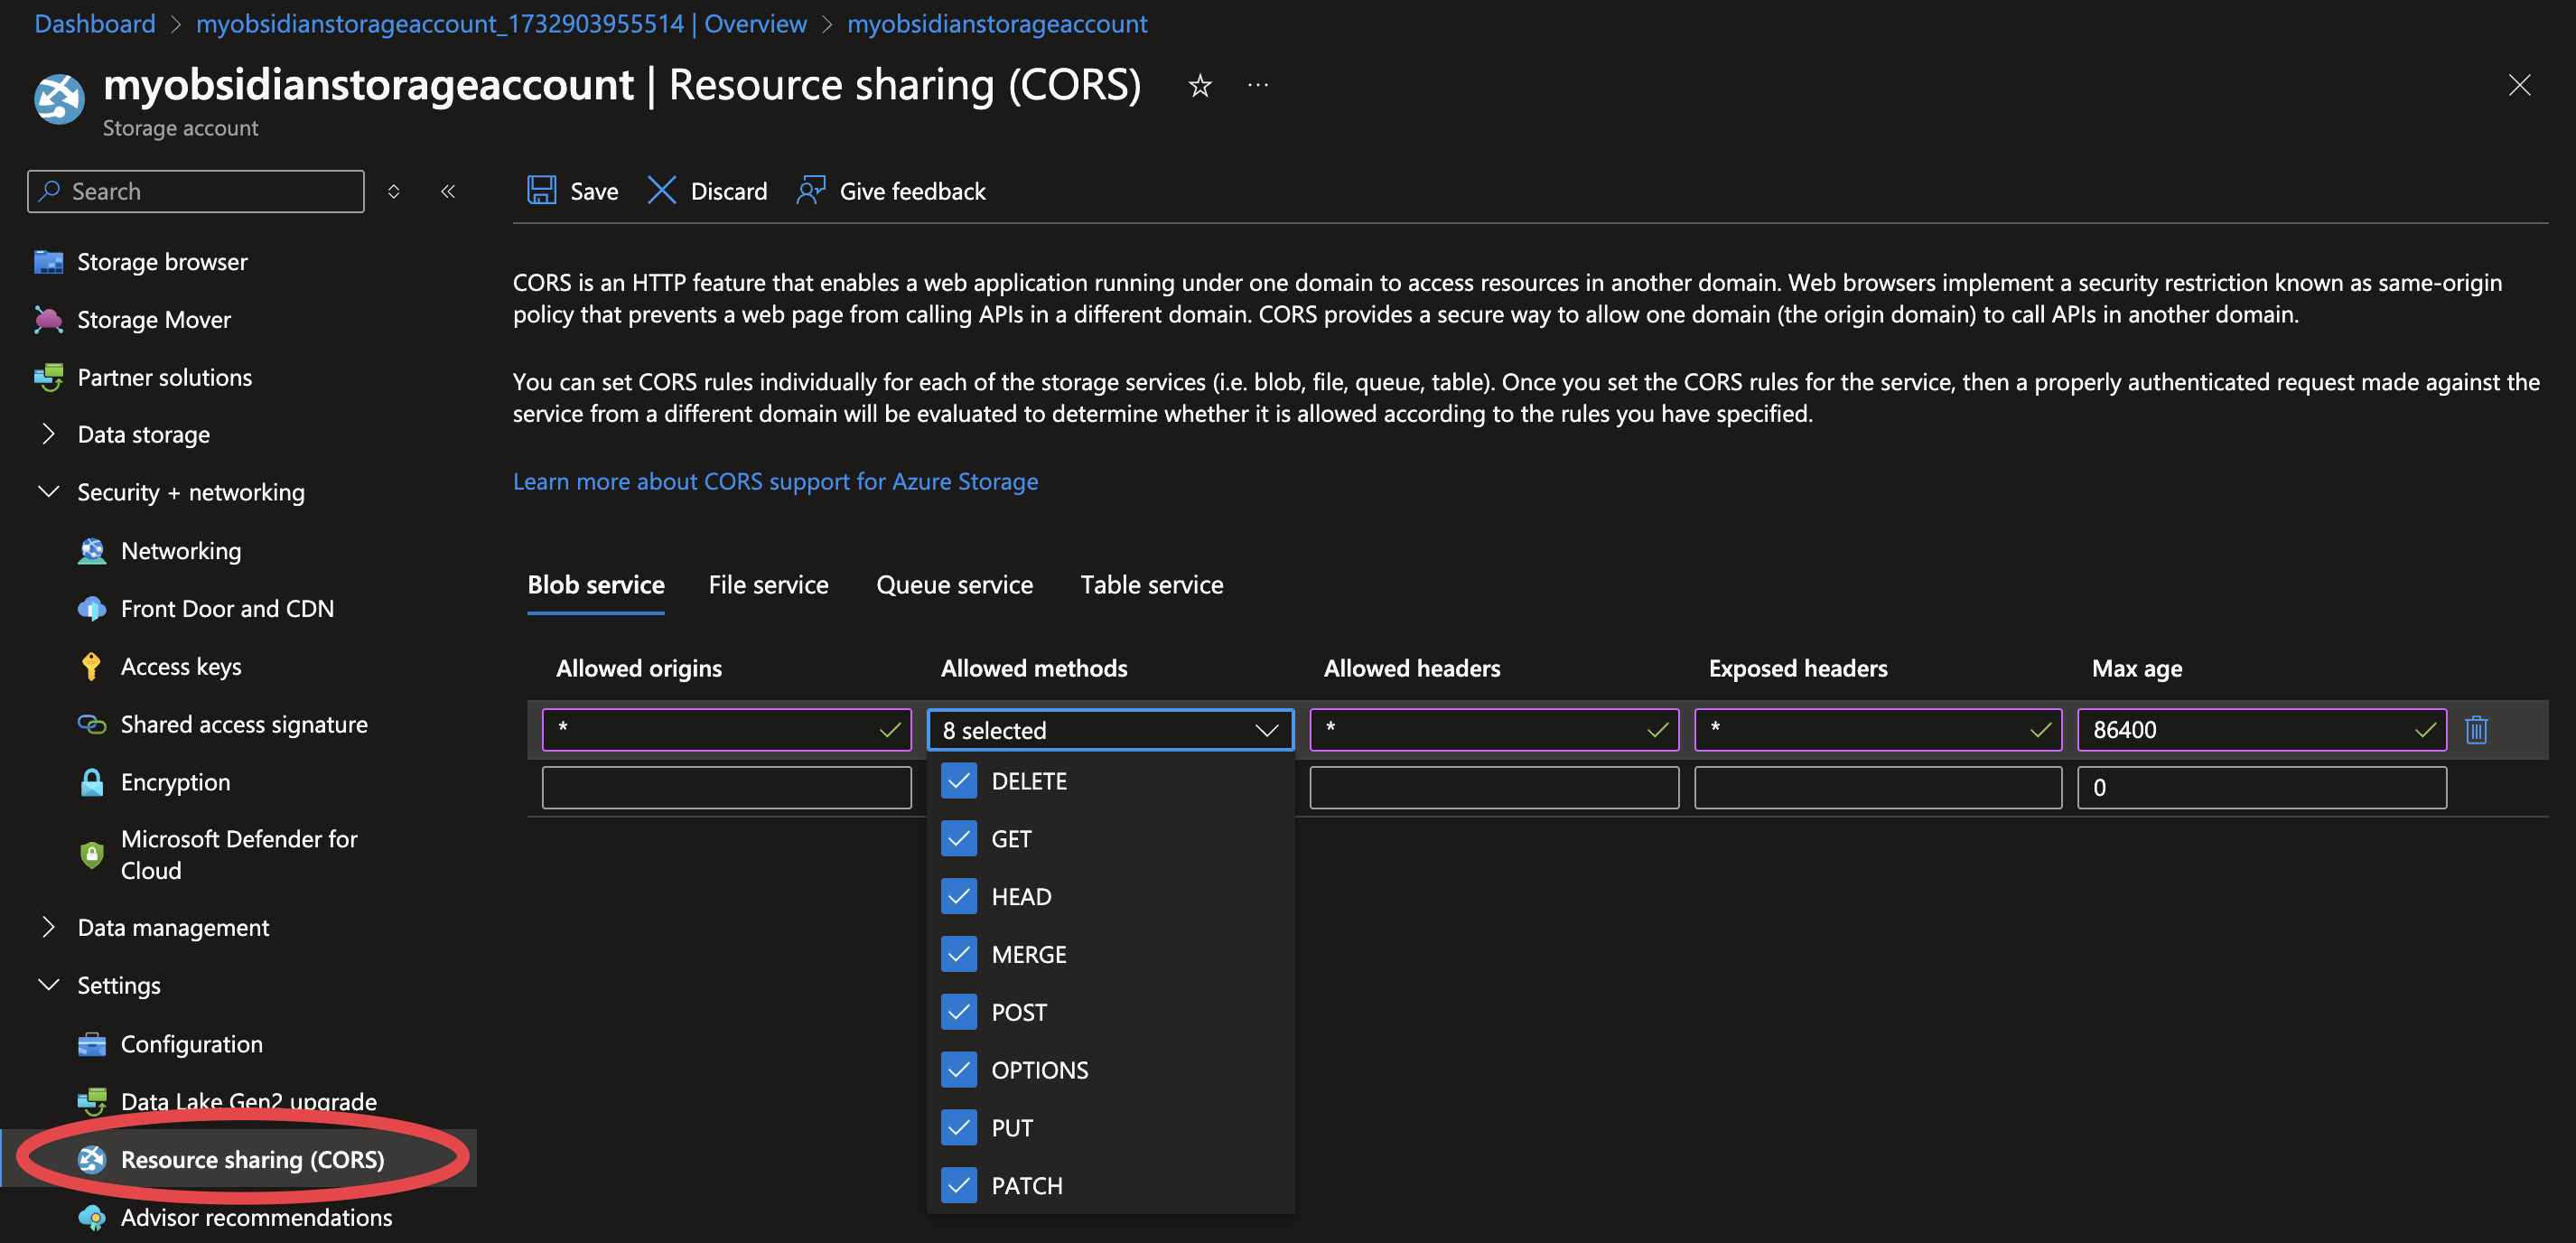 Dashboard > myobsidianstorageaccount_1732903955514 | Overview > myobsidianstorageaccount
myobsidianstorageaccount | Resource sharing (CORS)
Storage account
Search
Storage browser
Storage Mover
Partner solutions
Data storage
Security + networking
Networking
Front Door and CDN
Access keys
Shared access signature
Encryption
Microsoft Defender for
Cloud
Data management
Settings
Configuration
Data Lake Gen2 upgrade
Resource sharing (CORS)
Advisor recommendations
Save Discard Give feedback
CORS is an HTTP feature that enables a web application running under one domain to access resources in another domain. Web browsers implement a security restriction known as same-origin
policy that prevents a web page from calling APIs in a different domain. CORS provides a secure way to allow one domain (the origin domain) to call APIs in another domain.
You can set CORS rules individually for each of the storage services (i.e. blob, file, queue, table). Once you set the CORS rules for the service, then a properly authenticated request made against the
service from a different domain will be evaluated to determine whether it is allowed according to the rules you have specified.
Learn more about CORS support for Azure Storage
Blob service File service Queue service Table service
Allowed origins Allowed methods Allowed headers Exposed headers Max age
* 8 selected * * 86400
0
DELETE
GET
HEAD
MERGE
POST
OPTIONS
PUT
PATCH